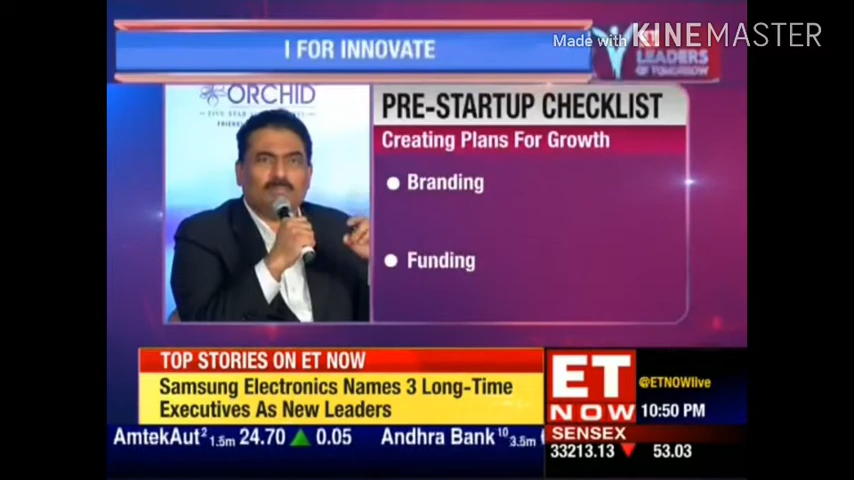 I FOR INNOVATE
Made with KINEMASTER
LEADERS
OF TOMORROW
ORCHID
PRE-STARTUP CHECKLIST
Creating Plans For Growth
Branding
Funding
TOP STORIES ON ET NOW
Samsung Electronics Names 3 Long-Time
Executives As New Leaders
ET
NOW
@ETNOWlive
10:50 PM
AmtekAut² 1.5m 24.70 ▲ 0.05 Andhra Bank¹⁰ 3.5m
SENSEX
33213.13 ▼ 53.03